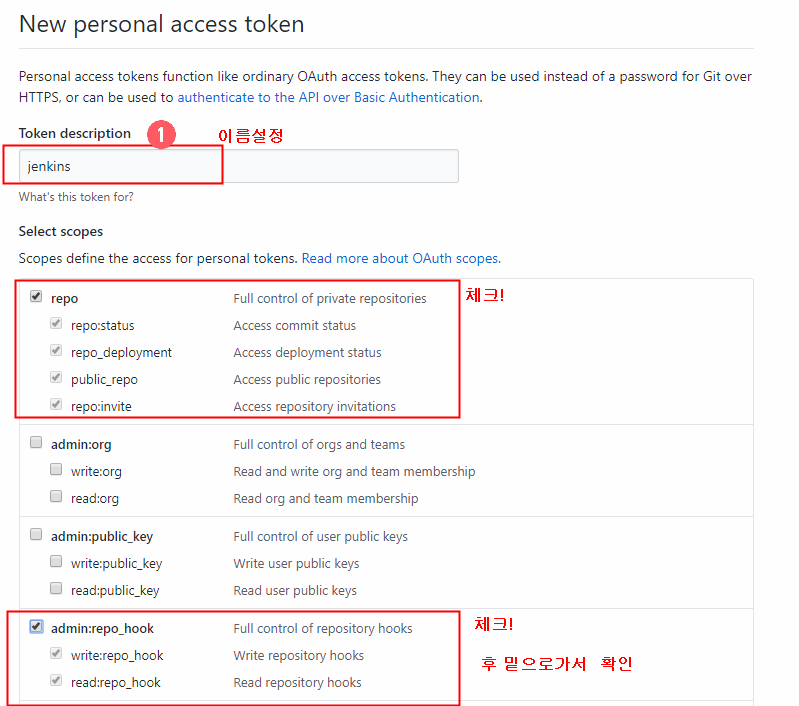 New personal access token
Personal access tokens function like ordinary OAuth access tokens. They can be used instead of a password for Git over
HTTPS, or can be used to authenticate to the API over Basic Authentication.
Token description 1 이름설정
jenkins
What's this token for?
Select scopes
Scopes define the access for personal tokens. Read more about OAuth scopes.
repo Full control of private repositories 체크!
repo:status Access commit status
repo_deployment Access deployment status
public_repo Access public repositories
repo:invite Access repository invitations
admin:org Full control of orgs and teams
write:org Read and write org and team membership
read:org Read org and team membership
admin:public_key Full control of user public keys
write:public_key Write user public keys
read:public_key Read user public keys
admin:repo_hook Full control of repository hooks 체크!
write:repo_hook Write repository hooks 후 밑으로가서 확인
read:repo_hook Read repository hooks